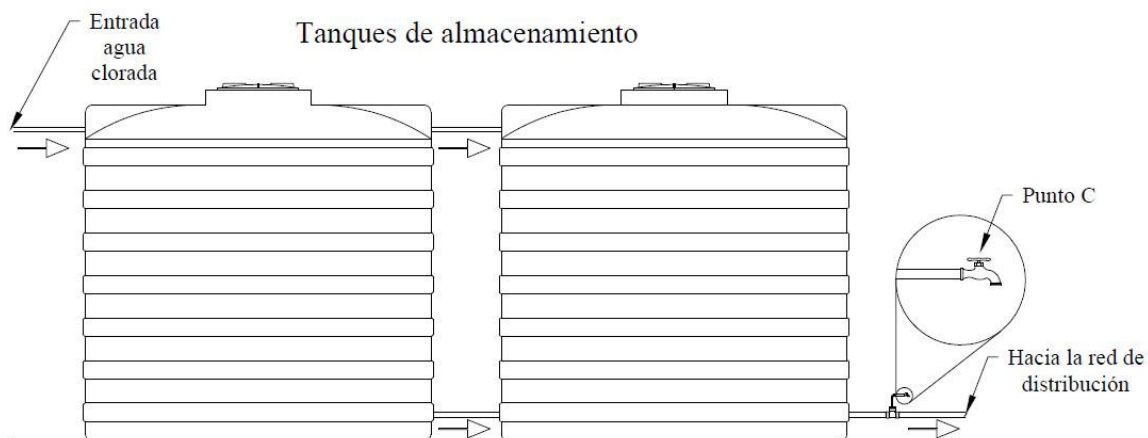 Entrada
agua
clorada
Tanques de almacenamiento
Punto C
Hacia la red de
distribución